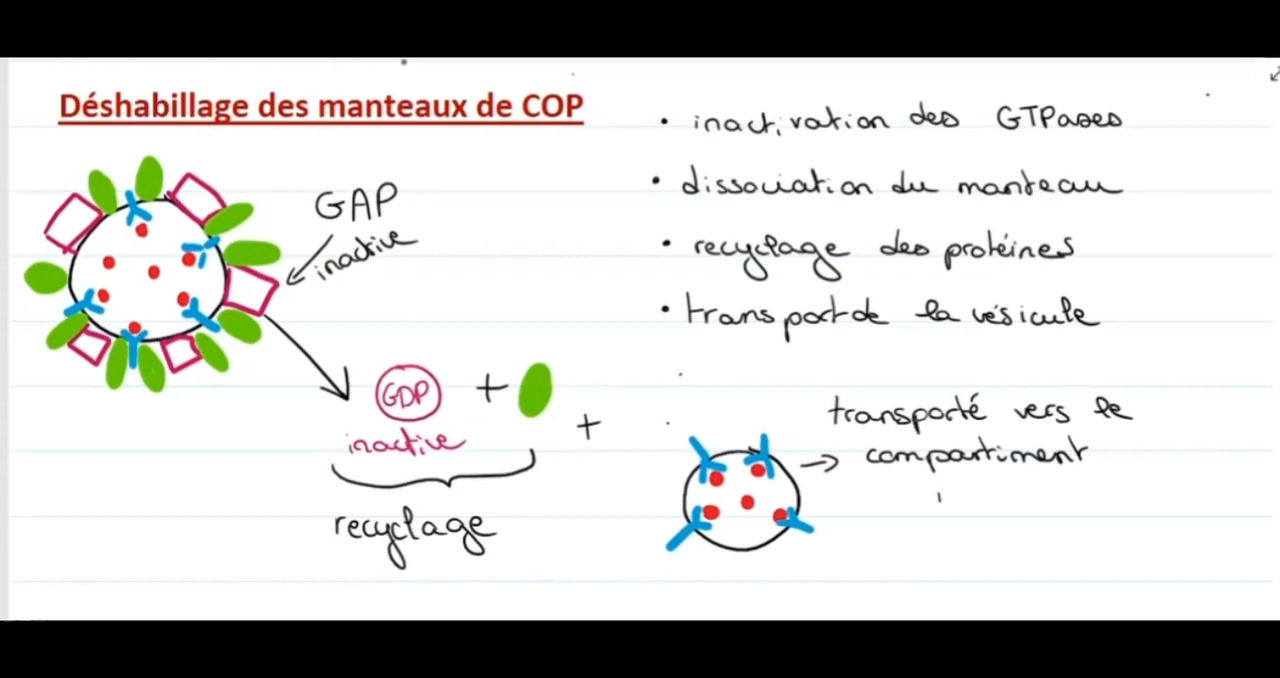 Déshabillage des manteaux de COP
GAP
inactive
GDP
+
inactive
recyclage
+
• inactivation des GTPases
• dissociation du manteau
• recyclage des protéines
• transport de la vésicule
transporté vers le
→ compartiment